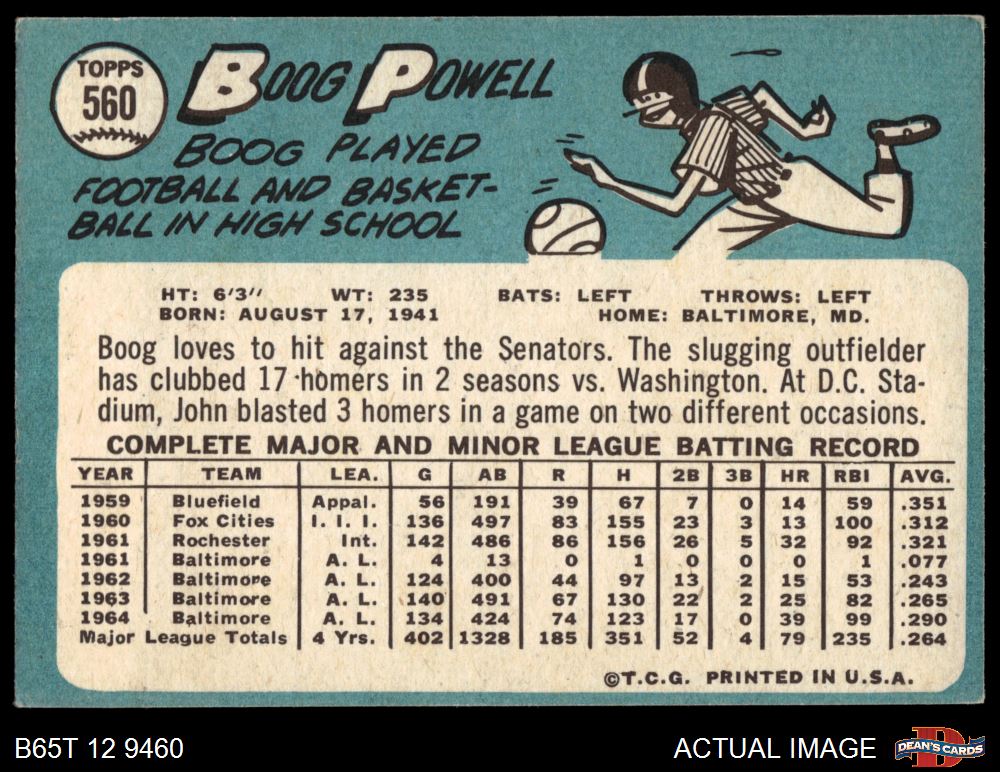 TOPPS
560
BOOG POWELL
BOOG PLAYED
FOOTBALL AND BASKET-
BALL IN HIGH SCHOOL
HT: 6'3" WT: 235 BATS: LEFT THROWS: LEFT
BORN: AUGUST 17, 1941 HOME: BALTIMORE, MD.
Boog loves to hit against the Senators. The slugging outfielder
has clubbed 17 homers in 2 seasons vs. Washington. At D.C. Sta-
dium, John blasted 3 homers in a game on two different occasions.
COMPLETE MAJOR AND MINOR LEAGUE BATTING RECORD
YEAR TEAM LEA. G AB R H 2B 3B HR RBI AVG.
1959 Bluefield Appal. 56 191 39 67 7 0 14 59 .351
1960 Fox Cities I. I. I. 136 497 83 155 23 3 13 100 .312
1961 Rochester Int. 142 486 86 156 26 5 32 92 .321
1961 Baltimore A. L. 4 13 0 1 0 0 0 1 .077
1962 Baltimore A. L. 124 400 44 97 13 2 15 53 .243
1963 Baltimore A. L. 140 491 67 130 22 2 25 82 .265
1964 Baltimore A. L. 134 424 74 123 17 0 39 99 .290
Major League Totals 4 Yrs. 402 1328 185 351 52 4 79 235 .264
©T.C.G. PRINTED IN U.S.A.
B65T 12 9460 ACTUAL IMAGE DEAN'S CARDS